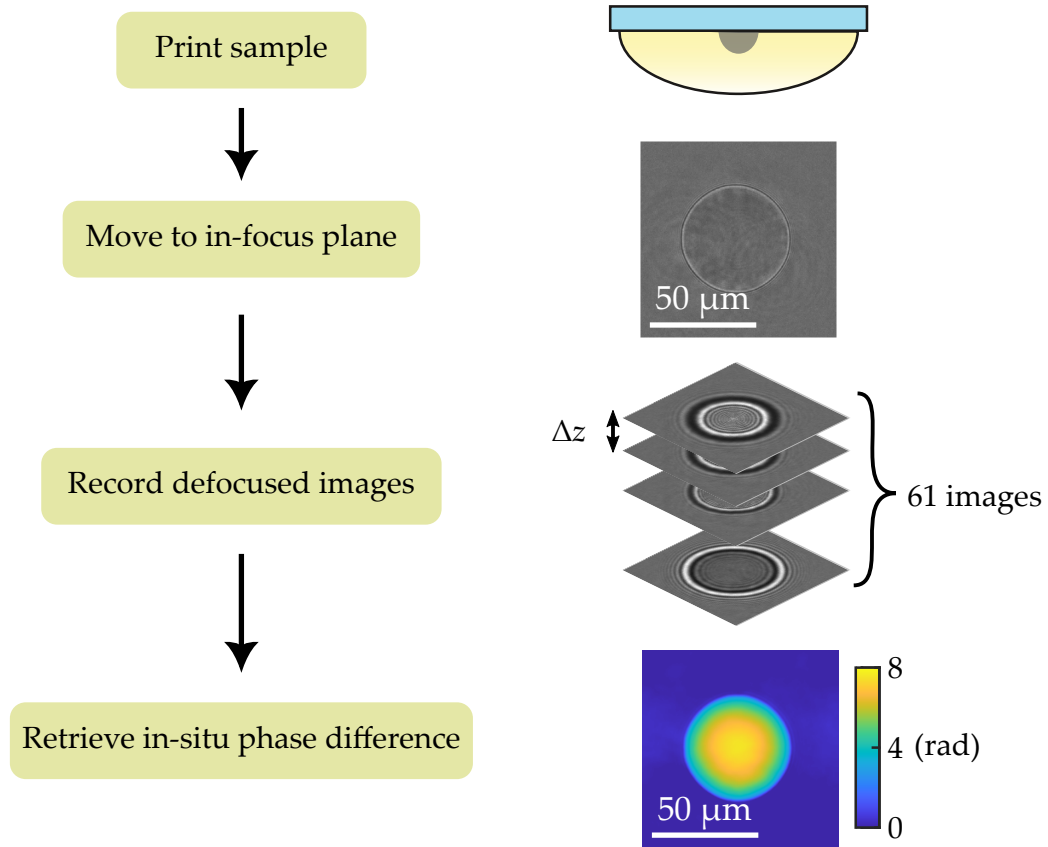 Print sample
Move to in-focus plane
50 μm
Δz
Record defocused images
61 images
Retrieve in-situ phase difference
50 μm
8
4 (rad)
0